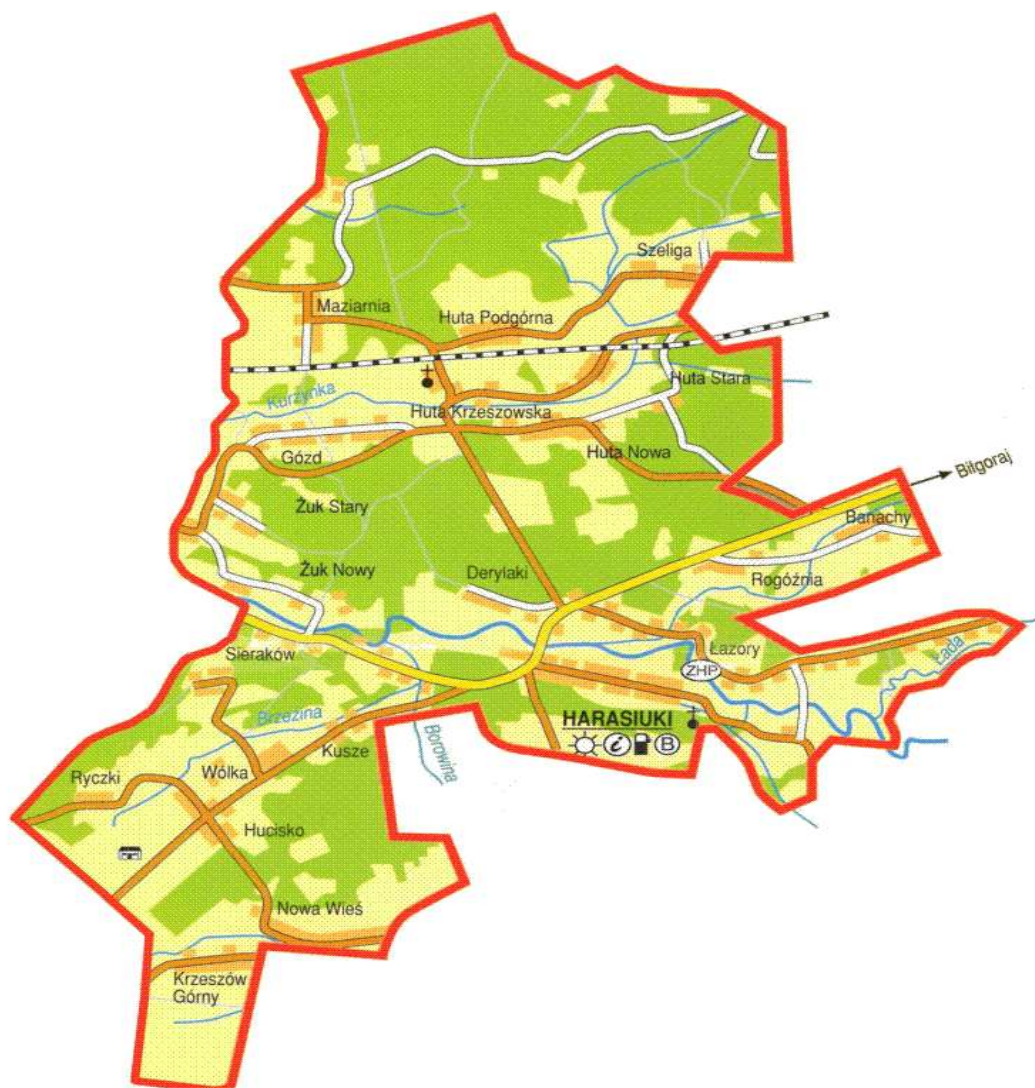 Szeliga
Maziarnia
Huta Podgórna
Huta Stara
Kurzynka
Huta Krzeszowska
Gózd
Huta Nowa
Biłgoraj
Żuk Stary
Banachy
Żuk Nowy
Derylaki
Rogóźnia
Sieraków
Łazory
Łada
ZHP
Brzezina
HARASIUKI
i
B
Borowina
Kusze
Ryczki
Wólka
Hucisko
Nowa Wieś
Krzeszów
Górny